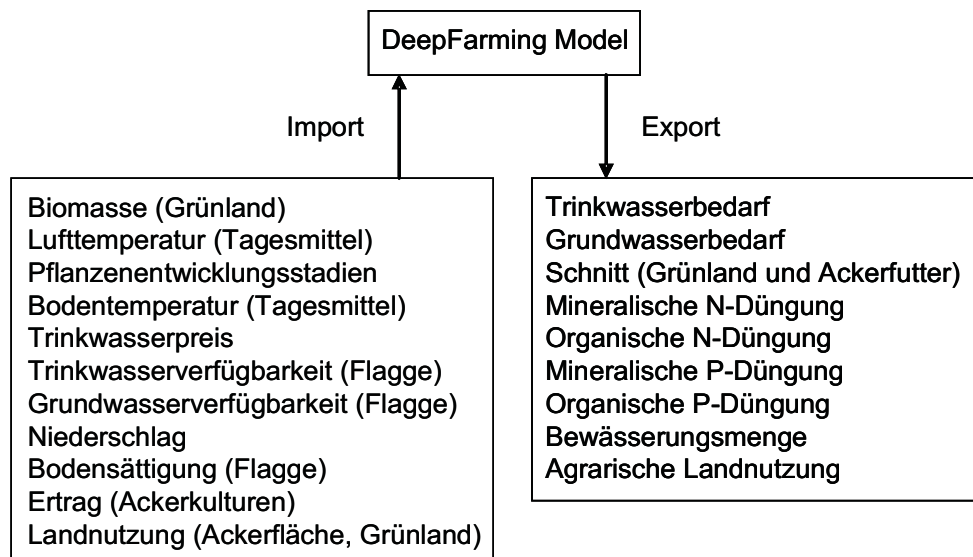 DeepFarming Model
Import
Export
Biomasse (Grünland)
Lufttemperatur (Tagesmittel)
Pflanzenentwicklungsstadien
Bodentemperatur (Tagesmittel)
Trinkwasserpreis
Trinkwasserverfügbarkeit (Flagge)
Grundwasserverfügbarkeit (Flagge)
Niederschlag
Bodensättigung (Flagge)
Ertrag (Ackerkulturen)
Landnutzung (Ackerfläche, Grünland)
Trinkwasserbedarf
Grundwasserbedarf
Schnitt (Grünland und Ackerfutter)
Mineralische N-Düngung
Organische N-Düngung
Mineralische P-Düngung
Organische P-Düngung
Bewässerungsmenge
Agrarische Landnutzung